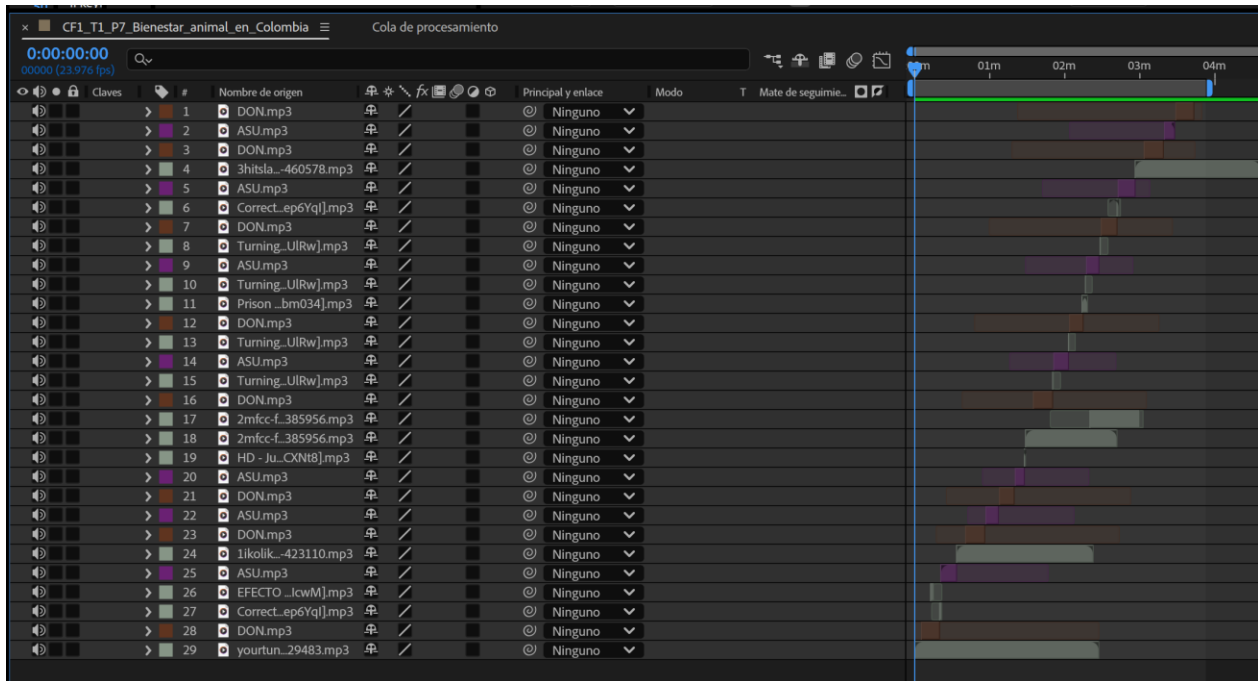 CF1_T1_P7_Bienestar_animal_en_Colombia Cola de procesamiento
0:00:00:00
00000 (23.976 fps)
01m 02m 03m 04m
Claves # Nombre de origen fx Principal y enlace Modo T Mate de seguimie...
1 DON.mp3 Ninguno
2 ASU.mp3 Ninguno
3 DON.mp3 Ninguno
4 3hitsla...-460578.mp3 Ninguno
5 ASU.mp3 Ninguno
6 Correct...ep6YqI].mp3 Ninguno
7 DON.mp3 Ninguno
8 Turning...UlRw].mp3 Ninguno
9 ASU.mp3 Ninguno
10 Turning...UlRw].mp3 Ninguno
11 Prison ...bm034].mp3 Ninguno
12 DON.mp3 Ninguno
13 Turning...UlRw].mp3 Ninguno
14 ASU.mp3 Ninguno
15 Turning...UlRw].mp3 Ninguno
16 DON.mp3 Ninguno
17 2mfcc-f...385956.mp3 Ninguno
18 2mfcc-f...385956.mp3 Ninguno
19 HD - Ju...CXNt8].mp3 Ninguno
20 ASU.mp3 Ninguno
21 DON.mp3 Ninguno
22 ASU.mp3 Ninguno
23 DON.mp3 Ninguno
24 1ikolik...-423110.mp3 Ninguno
25 ASU.mp3 Ninguno
26 EFECTO ...IcwM].mp3 Ninguno
27 Correct...ep6YqI].mp3 Ninguno
28 DON.mp3 Ninguno
29 yourtun...29483.mp3 Ninguno